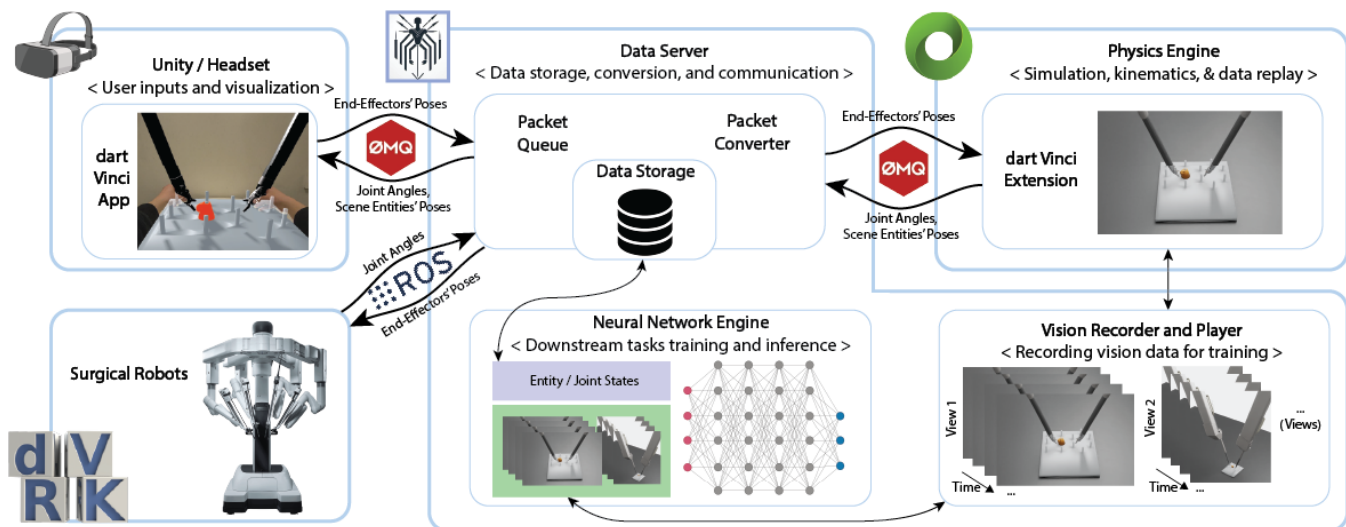 Unity / Headset
< User inputs and visualization >
dart
Vinci
App
End-Effectors' Poses
ØMQ
Joint Angles,
Scene Entities' Poses
Data Server
< Data storage, conversion, and communication >
Packet
Queue
Packet
Converter
Data Storage
End-Effectors' Poses
ØMQ
Joint Angles,
Scene Entities' Poses
Physics Engine
< Simulation, kinematics, & data replay >
dart Vinci
Extension
Joint Angles
ROS
End-Effectors' Poses
Surgical Robots
d V
R K
Neural Network Engine
< Downstream tasks training and inference >
Entity / Joint States
Vision Recorder and Player
< Recording vision data for training >
View 1
Time
...
View 2
Time
...
...
(Views)